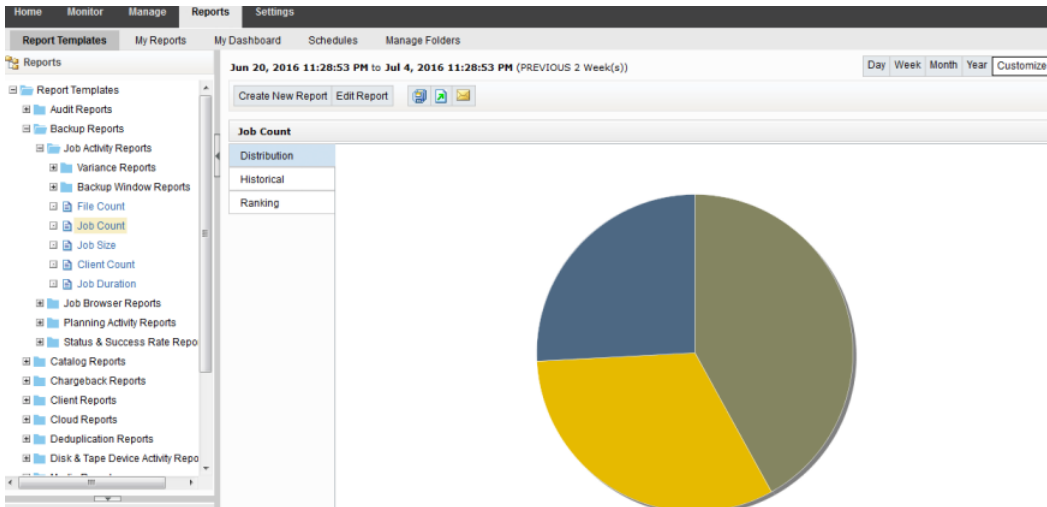 Home Monitor Manage Reports Settings
Report Templates My Reports My Dashboard Schedules Manage Folders
Reports
Jun 20, 2016 11:28:53 PM to Jul 4, 2016 11:28:53 PM (PREVIOUS 2 Week(s))
Day Week Month Year Customize
Create New Report Edit Report
Job Count
Distribution
Historical
Ranking
Report Templates
Audit Reports
Backup Reports
Job Activity Reports
Variance Reports
Backup Window Reports
File Count
Job Count
Job Size
Client Count
Job Duration
Job Browser Reports
Planning Activity Reports
Status & Success Rate Repo
Catalog Reports
Chargeback Reports
Client Reports
Cloud Reports
Deduplication Reports
Disk & Tape Device Activity Repo